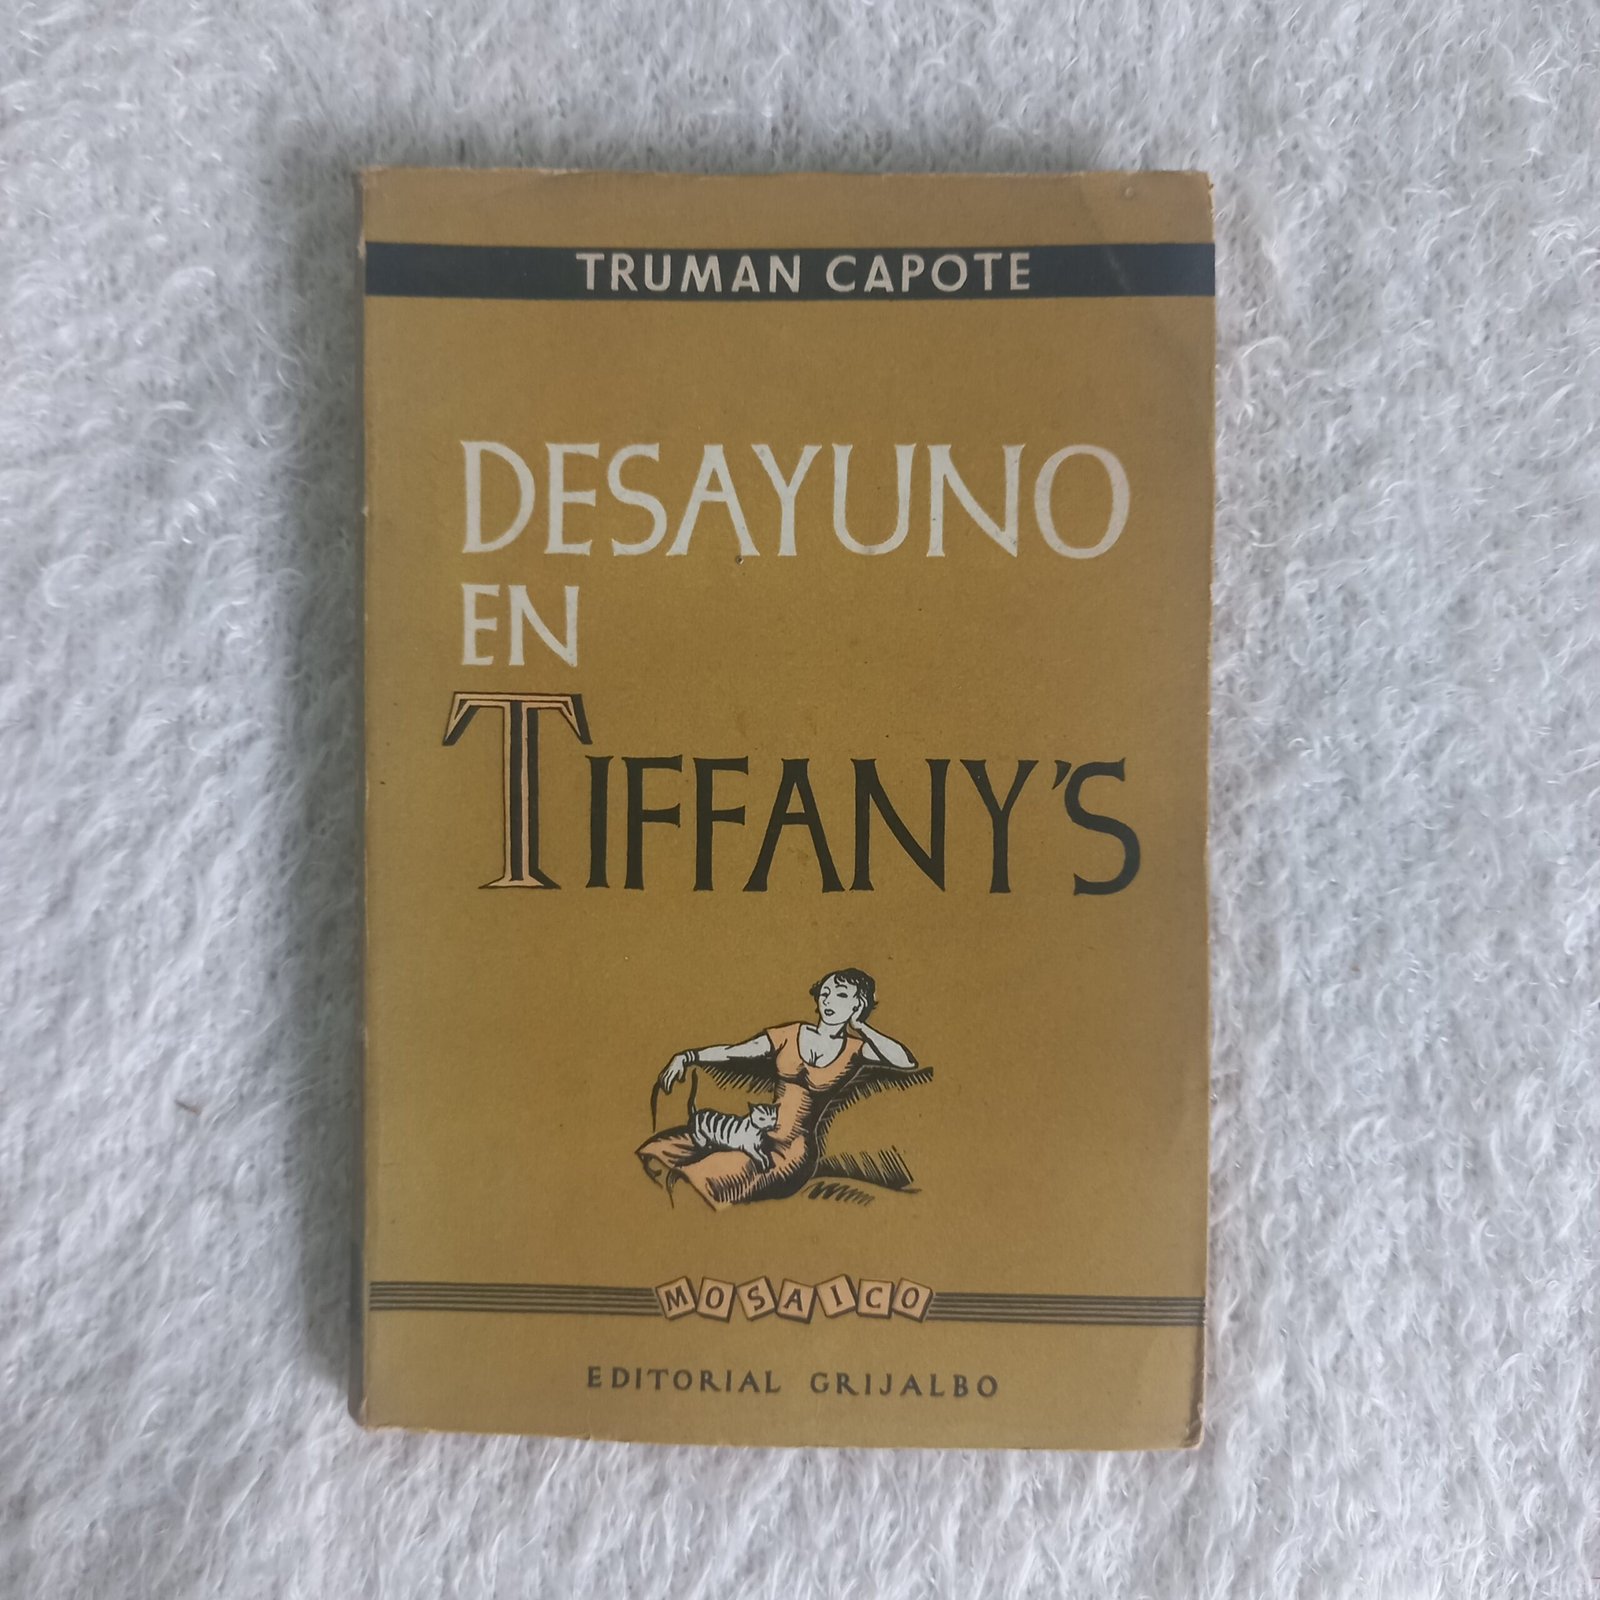 TRUMAN CAPOTE
DESAYUNO
EN
TIFFANY'S
MOSAICO
EDITORIAL GRIJALBO